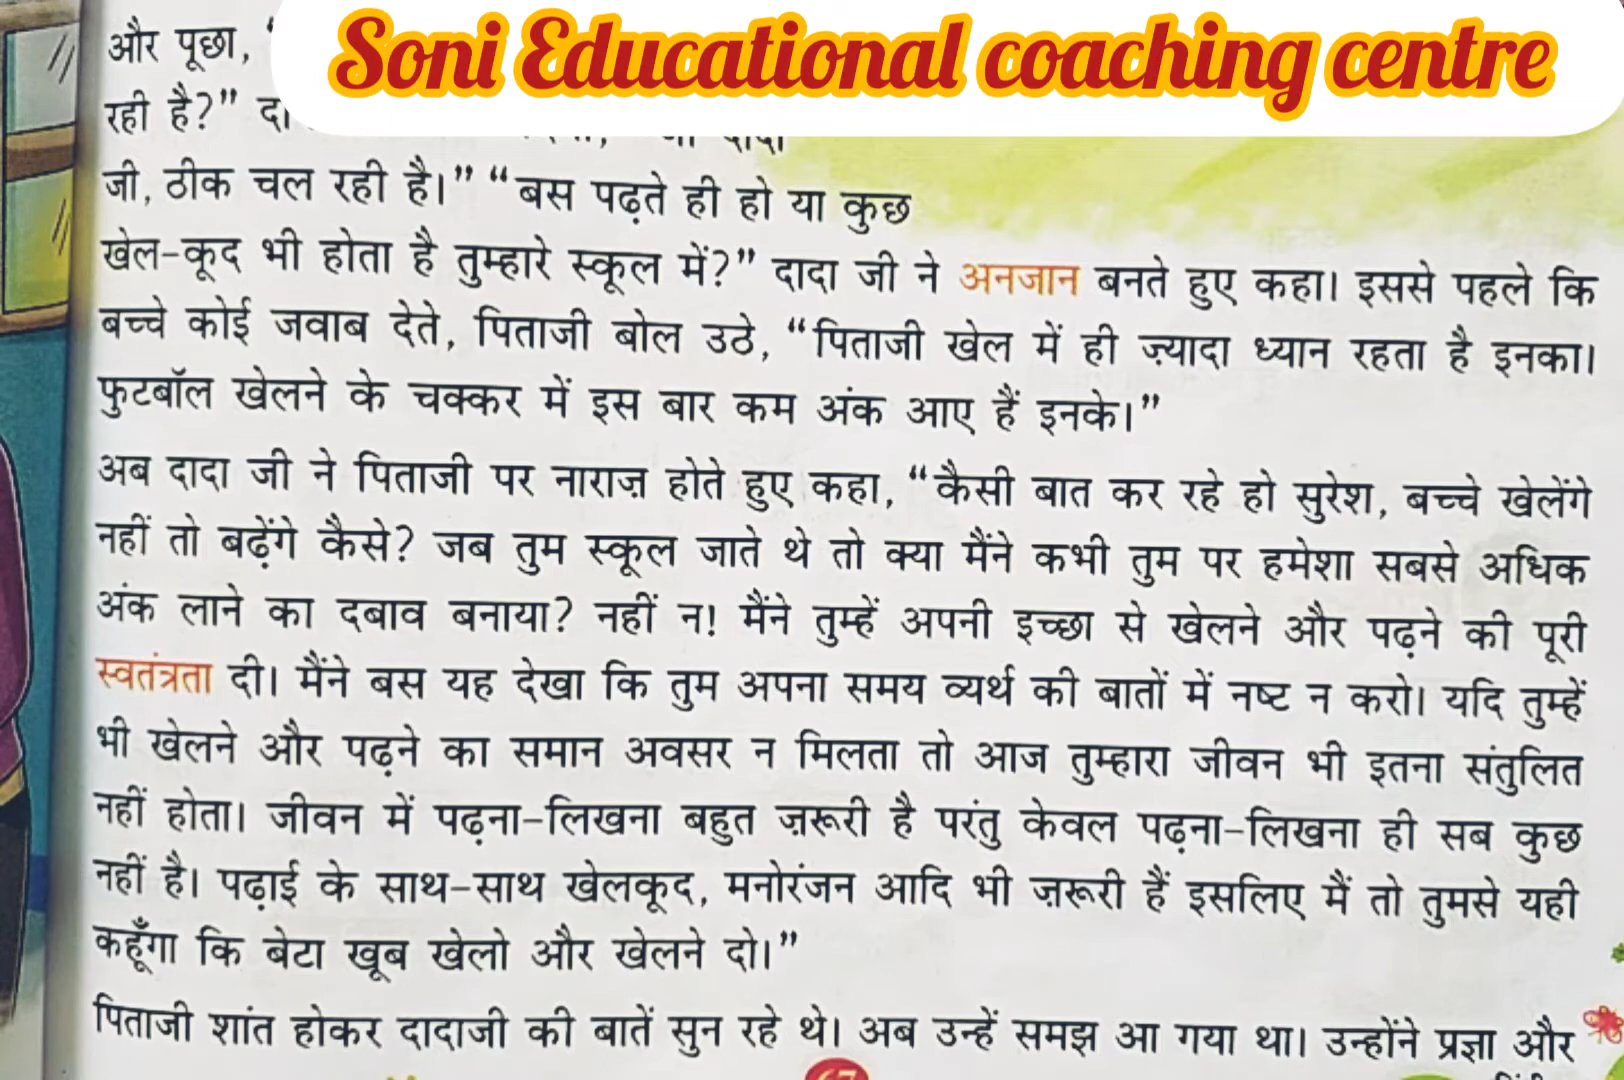 Soni Educational coaching centre
और पूछा, “
रही है?” दा
जी, ठीक चल रही है।” “बस पढ़ते ही हो या कुछ
खेल-कूद भी होता है तुम्हारे स्कूल में?” दादा जी ने अनजान बनते हुए कहा। इससे पहले कि
बच्चे कोई जवाब देते, पिताजी बोल उठे, “पिताजी खेल में ही ज़्यादा ध्यान रहता है इनका।
फुटबॉल खेलने के चक्कर में इस बार कम अंक आए हैं इनके।”
अब दादा जी ने पिताजी पर नाराज़ होते हुए कहा, “कैसी बात कर रहे हो सुरेश, बच्चे खेलेंगे
नहीं तो बढ़ेंगे कैसे? जब तुम स्कूल जाते थे तो क्या मैंने कभी तुम पर हमेशा सबसे अधिक
अंक लाने का दबाव बनाया? नहीं न! मैंने तुम्हें अपनी इच्छा से खेलने और पढ़ने की पूरी
स्वतंत्रता दी। मैंने बस यह देखा कि तुम अपना समय व्यर्थ की बातों में नष्ट न करो। यदि तुम्हें
भी खेलने और पढ़ने का समान अवसर न मिलता तो आज तुम्हारा जीवन भी इतना संतुलित
नहीं होता। जीवन में पढ़ना-लिखना बहुत ज़रूरी है परंतु केवल पढ़ना-लिखना ही सब कुछ
नहीं है। पढ़ाई के साथ-साथ खेलकूद, मनोरंजन आदि भी ज़रूरी हैं इसलिए मैं तो तुमसे यही
कहूँगा कि बेटा खूब खेलो और खेलने दो।”
पिताजी शांत होकर दादाजी की बातें सुन रहे थे। अब उन्हें समझ आ गया था। उन्होंने प्रज्ञा और